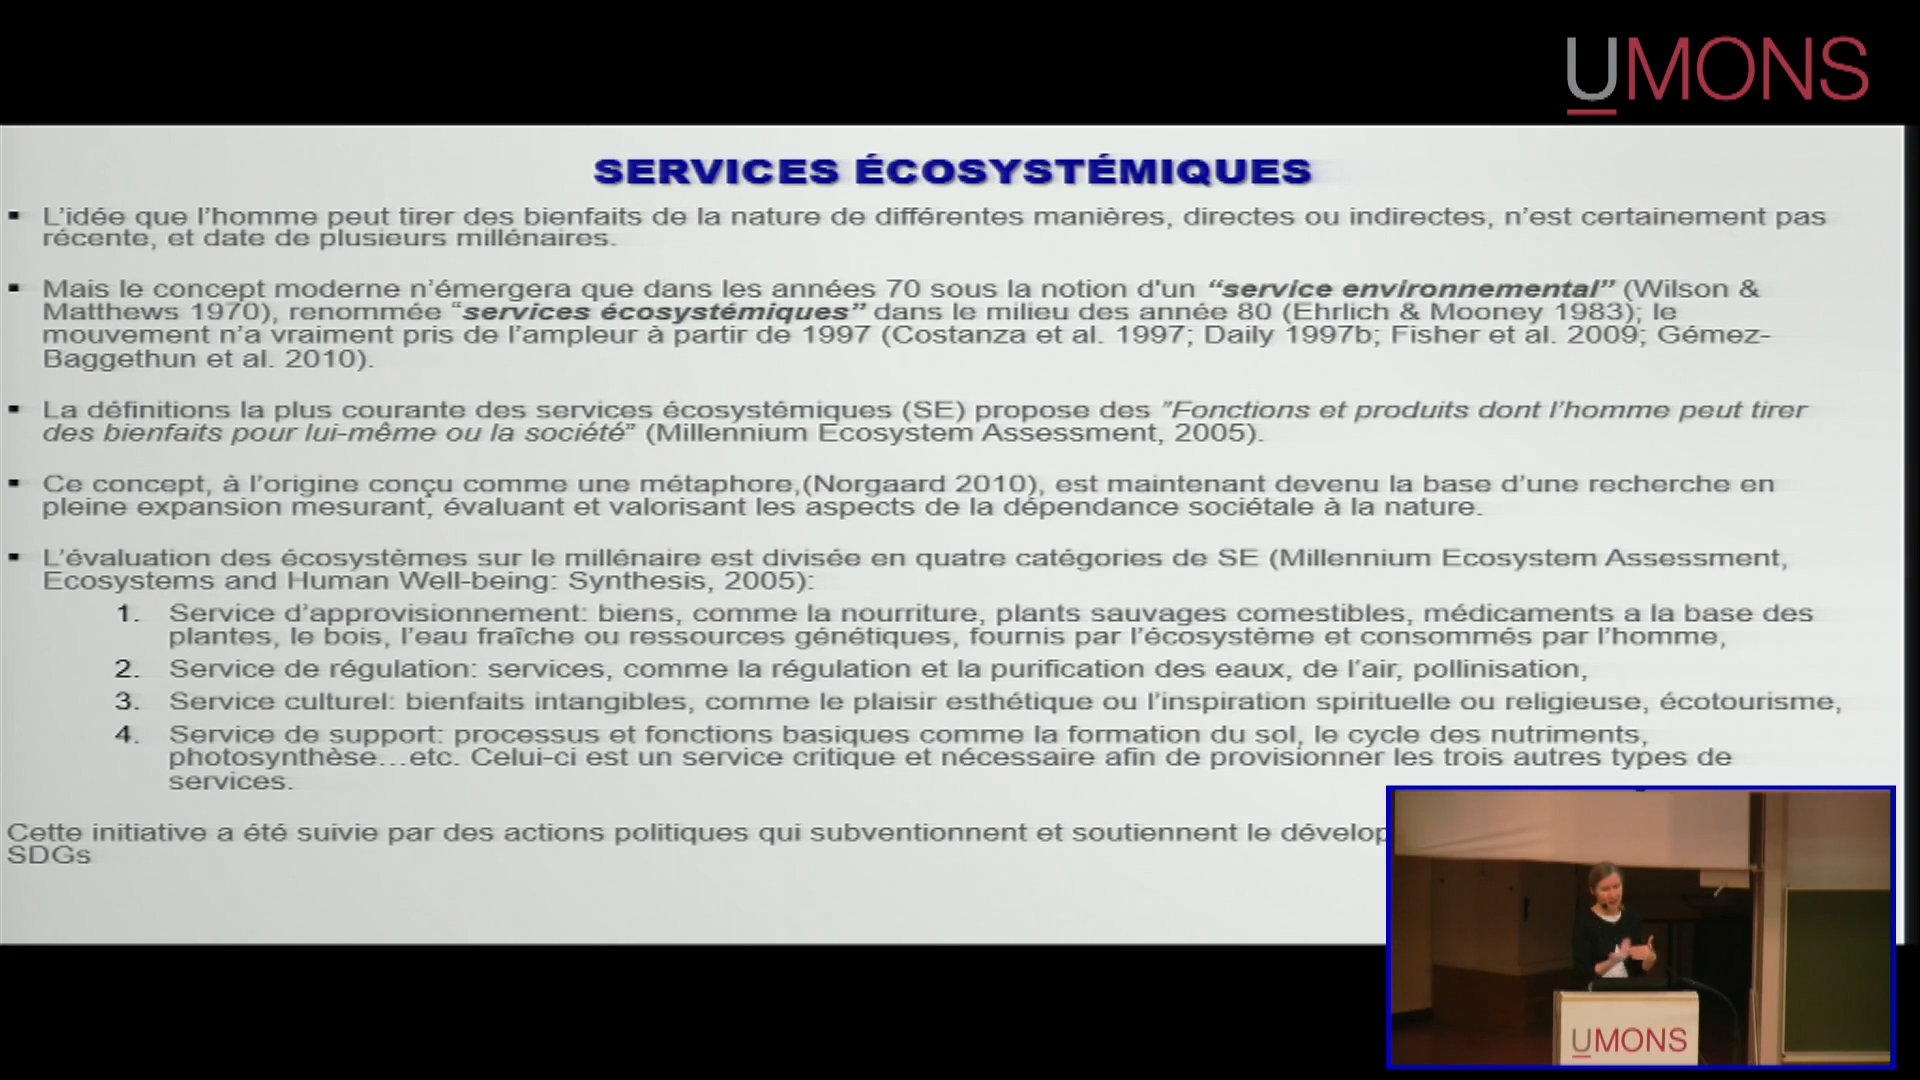 UMONS
SERVICES ÉCOSYSTÉMIQUES
▪ L'idée que l'homme peut tirer des bienfaits de la nature de différentes manières, directes ou indirectes, n'est certainement pas
récente, et date de plusieurs millénaires.
▪ Mais le concept moderne n'émergera que dans les années 70 sous la notion d'un “service environnemental” (Wilson &
Matthews 1970), renommée “services écosystémiques” dans le milieu des année 80 (Ehrlich & Mooney 1983); le
mouvement n'a vraiment pris de l'ampleur à partir de 1997 (Costanza et al. 1997; Daily 1997b; Fisher et al. 2009; Gémez-
Baggethun et al. 2010).
▪ La définitions la plus courante des services écosystémiques (SE) propose des ”Fonctions et produits dont l'homme peut tirer
des bienfaits pour lui-même ou la société” (Millennium Ecosystem Assessment, 2005).
▪ Ce concept, à l'origine conçu comme une métaphore,(Norgaard 2010), est maintenant devenu la base d'une recherche en
pleine expansion mesurant, évaluant et valorisant les aspects de la dépendance sociétale à la nature.
▪ L'évaluation des écosystèmes sur le millénaire est divisée en quatre catégories de SE (Millennium Ecosystem Assessment,
Ecosystems and Human Well-being: Synthesis, 2005):
1. Service d'approvisionnement: biens, comme la nourriture, plants sauvages comestibles, médicaments a la base des
plantes, le bois, l'eau fraîche ou ressources génétiques, fournis par l'écosystème et consommés par l'homme,
2. Service de régulation: services, comme la régulation et la purification des eaux, de l'air, pollinisation,
3. Service culturel: bienfaits intangibles, comme le plaisir esthétique ou l'inspiration spirituelle ou religieuse, écotourisme,
4. Service de support: processus et fonctions basiques comme la formation du sol, le cycle des nutriments,
photosynthèse...etc. Celui-ci est un service critique et nécessaire afin de provisionner les trois autres types de
services.
Cette initiative a été suivie par des actions politiques qui subventionnent et soutiennent le dévelop
SDGs
UMONS